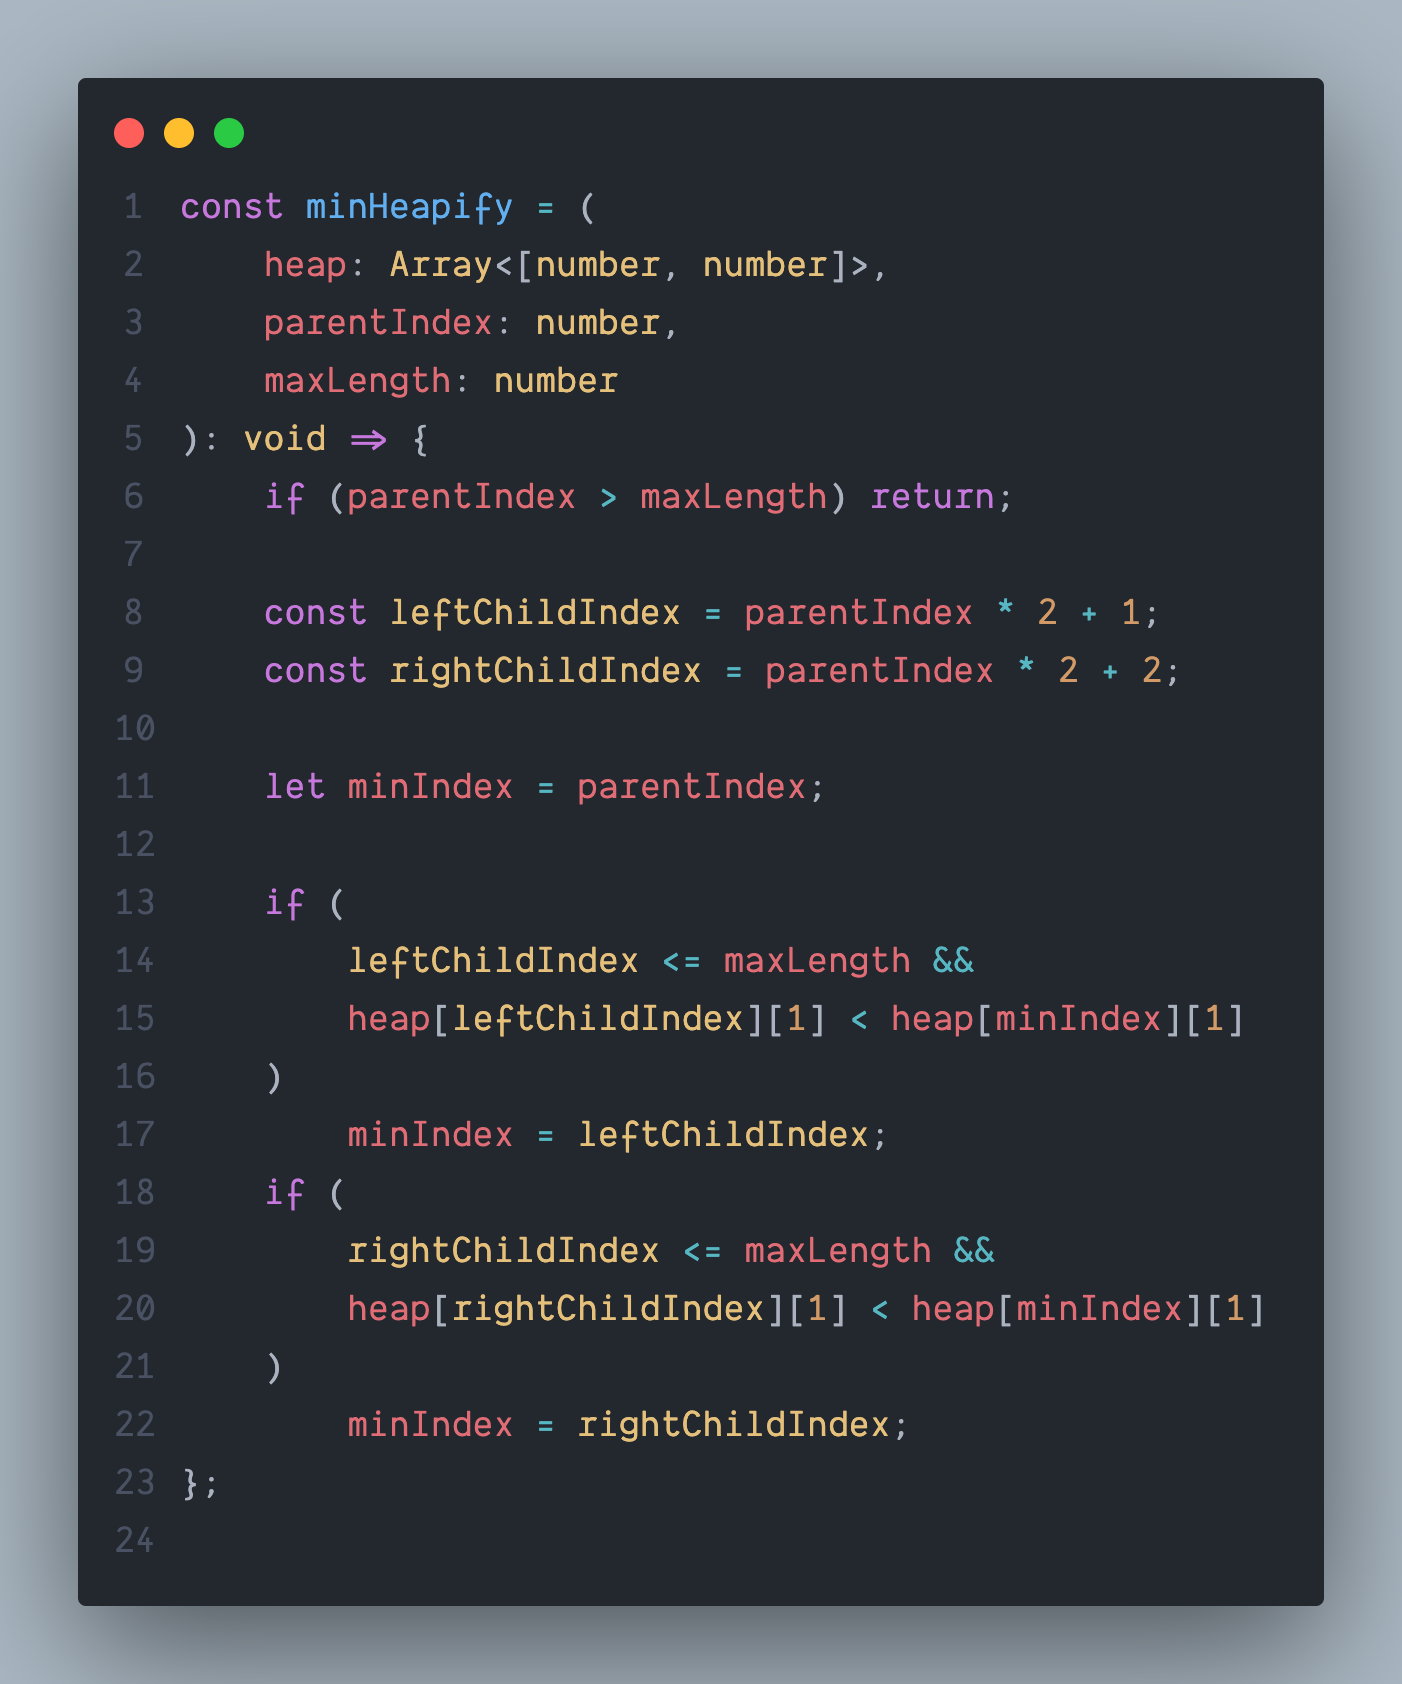 1 const minHeapify = (
2     heap: Array<[number, number]>,
3     parentIndex: number,
4     maxLength: number
5 ): void => {
6     if (parentIndex > maxLength) return;
7
8     const leftChildIndex = parentIndex * 2 + 1;
9     const rightChildIndex = parentIndex * 2 + 2;
10
11     let minIndex = parentIndex;
12
13     if (
14         leftChildIndex <= maxLength &&
15         heap[leftChildIndex][1] < heap[minIndex][1]
16     )
17         minIndex = leftChildIndex;
18     if (
19         rightChildIndex <= maxLength &&
20         heap[rightChildIndex][1] < heap[minIndex][1]
21     )
22         minIndex = rightChildIndex;
23 };
24